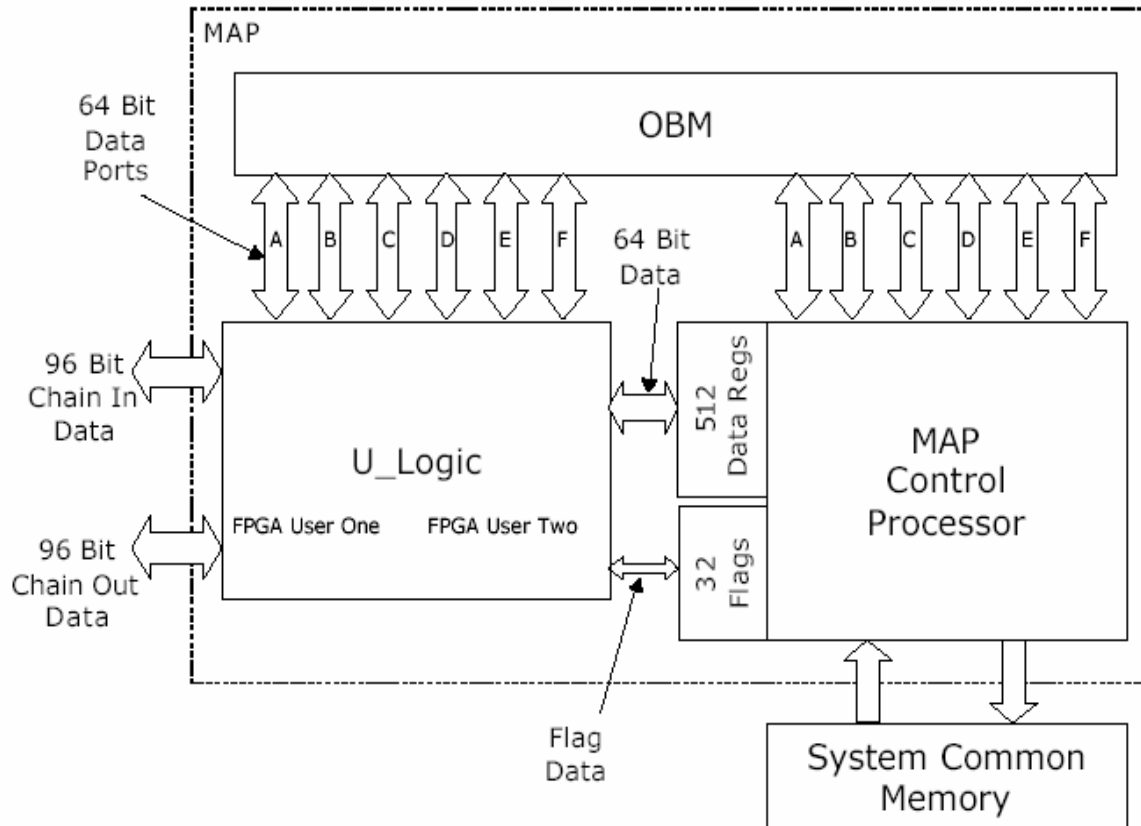 MAP
64 Bit
Data
Ports
OBM
A B C D E F
A B C D E F
64 Bit
Data
96 Bit
Chain In
Data
U_Logic
FPGA User One FPGA User Two
512
Data Regs
MAP
Control
Processor
96 Bit
Chain Out
Data
32
Flags
Flag
Data
System Common
Memory